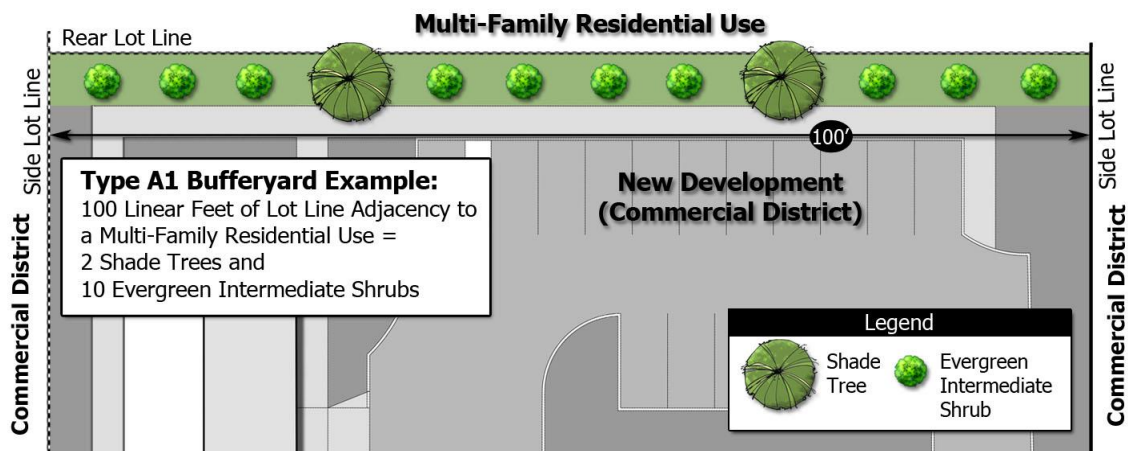 Multi-Family Residential Use
Rear Lot Line
Side Lot Line
Commercial District
100’
Type A1 Bufferyard Example:
100 Linear Feet of Lot Line Adjacency to
a Multi-Family Residential Use =
2 Shade Trees and
10 Evergreen Intermediate Shrubs
New Development
(Commercial District)
Side Lot Line
Commercial District
Legend
Shade
Tree
Evergreen
Intermediate
Shrub